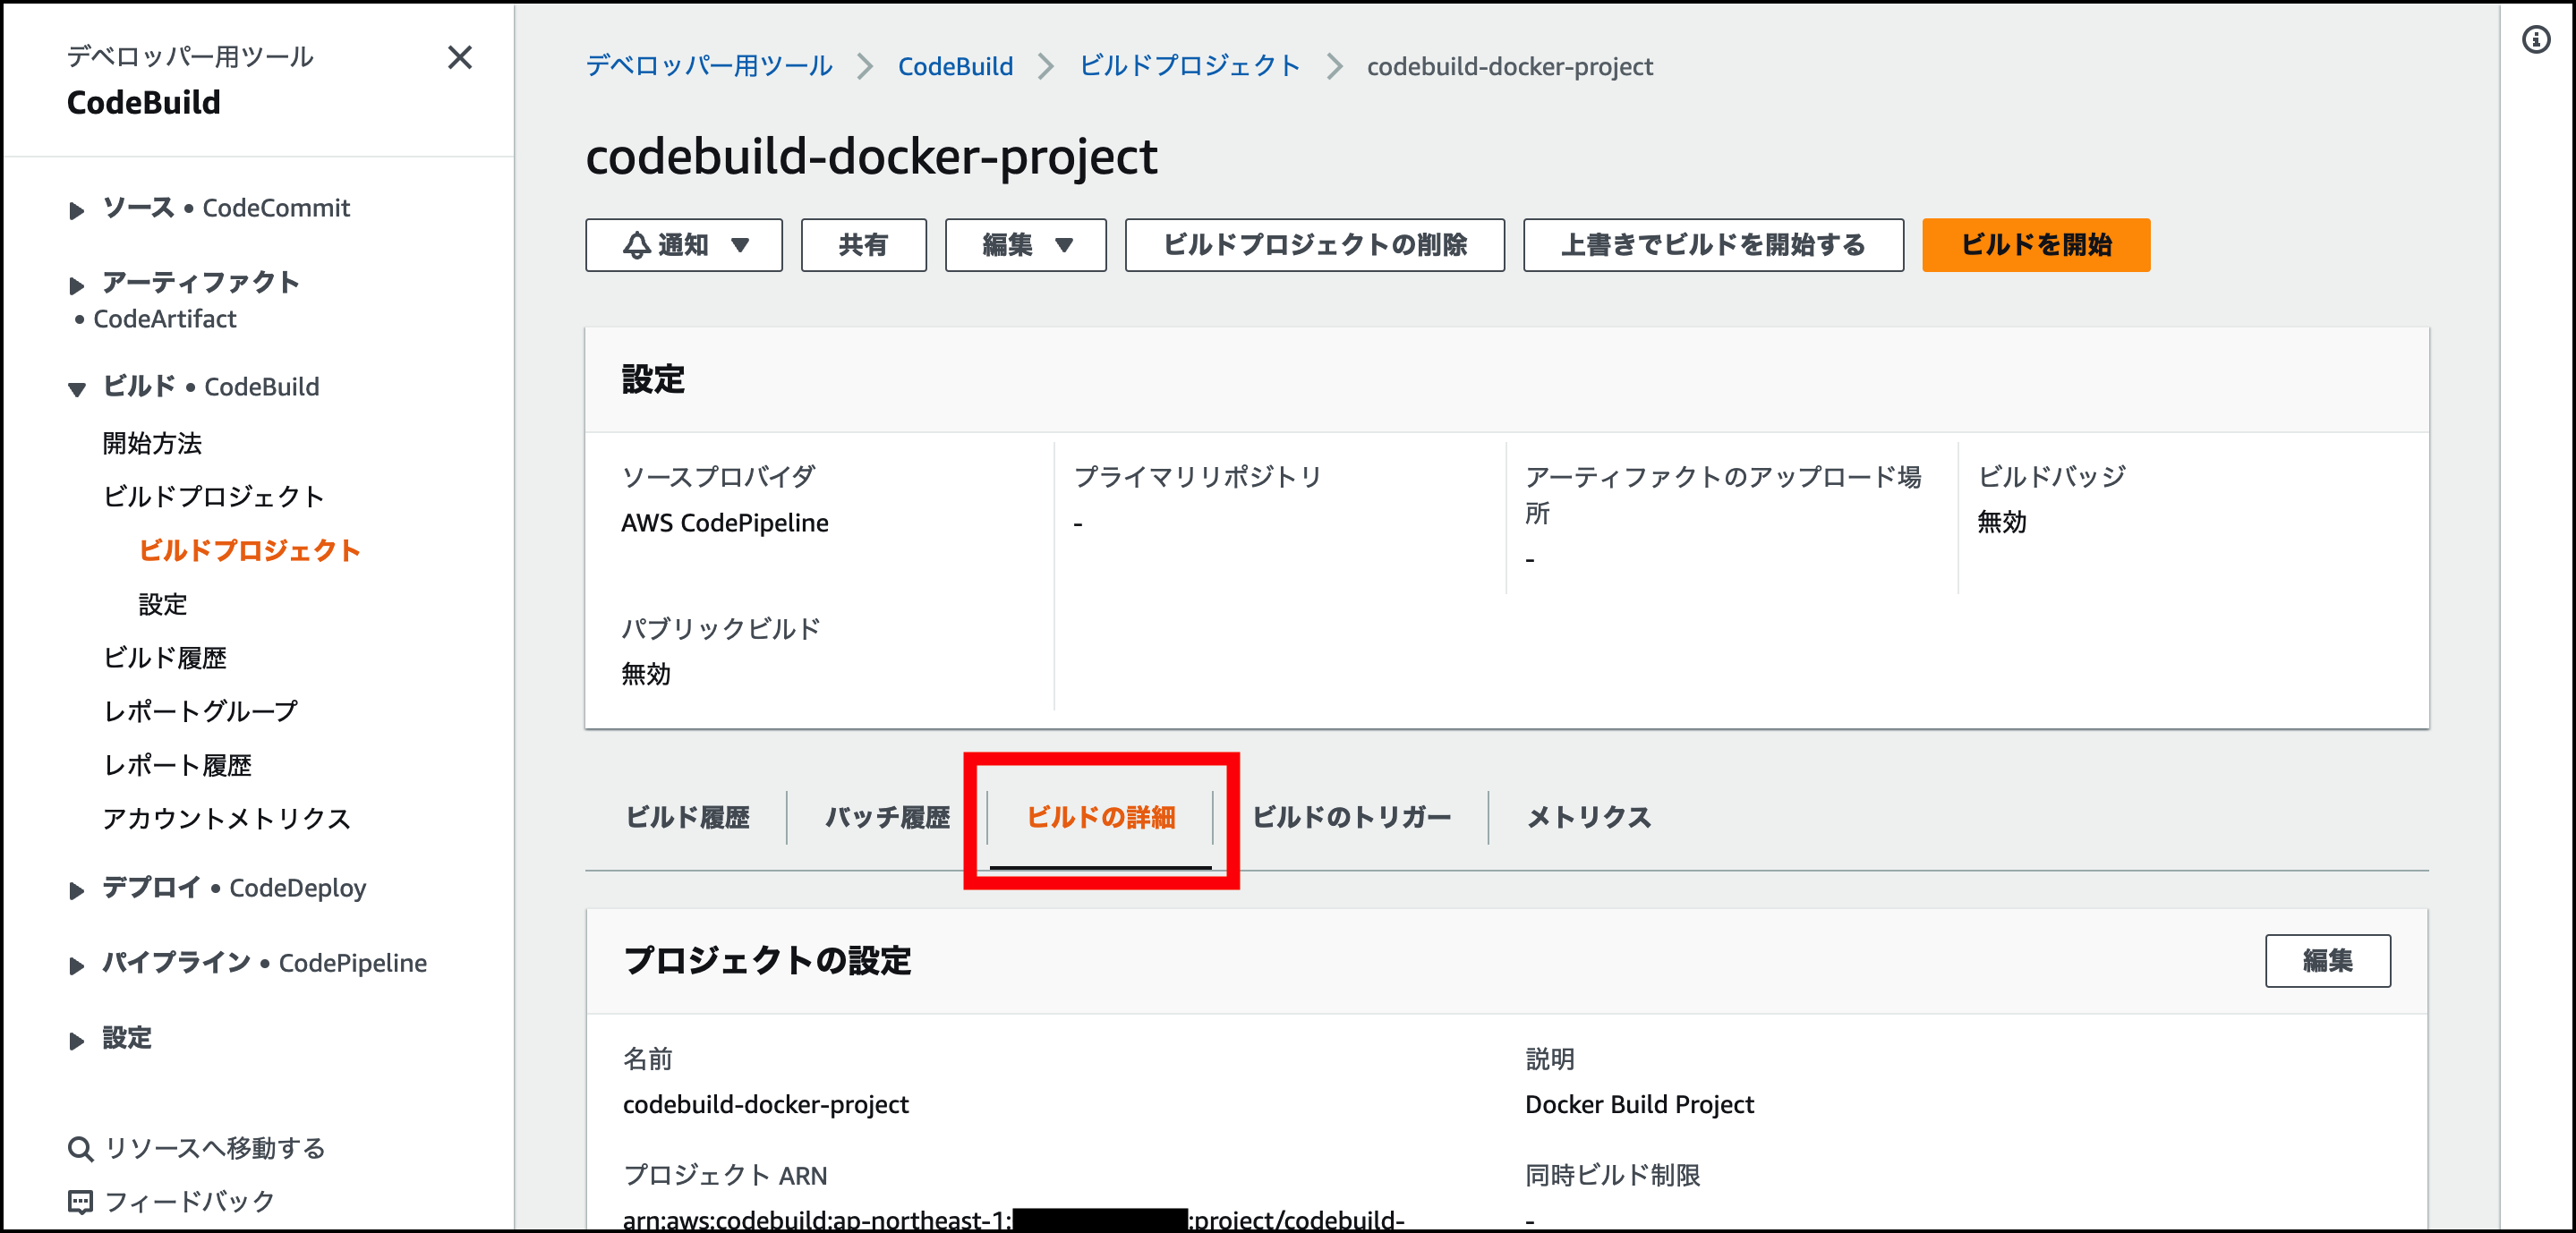 デベロッパー用ツール
CodeBuild
ソース • CodeCommit
アーティファクト
• CodeArtifact
ビルド • CodeBuild
開始方法
ビルドプロジェクト
ビルドプロジェクト
設定
ビルド履歴
レポートグループ
レポート履歴
アカウントメトリクス
デプロイ • CodeDeploy
パイプライン • CodePipeline
設定
リソースへ移動する
フィードバック
デベロッパー用ツール > CodeBuild > ビルドプロジェクト > codebuild-docker-project
codebuild-docker-project
通知 共有 編集 ビルドプロジェクトの削除 上書きでビルドを開始する ビルドを開始
設定
ソースプロバイダ
AWS CodePipeline
プライマリリポジトリ
-
アーティファクトのアップロード場
所
-
ビルドバッジ
無効
パブリックビルド
無効
ビルド履歴 バッチ履歴 ビルドの詳細 ビルドのトリガー メトリクス
プロジェクトの設定 編集
名前
codebuild-docker-project
説明
Docker Build Project
プロジェクト ARN
arn:aws:codebuild:ap-northeast-1: :project/codebuild-
同時ビルド制限
-